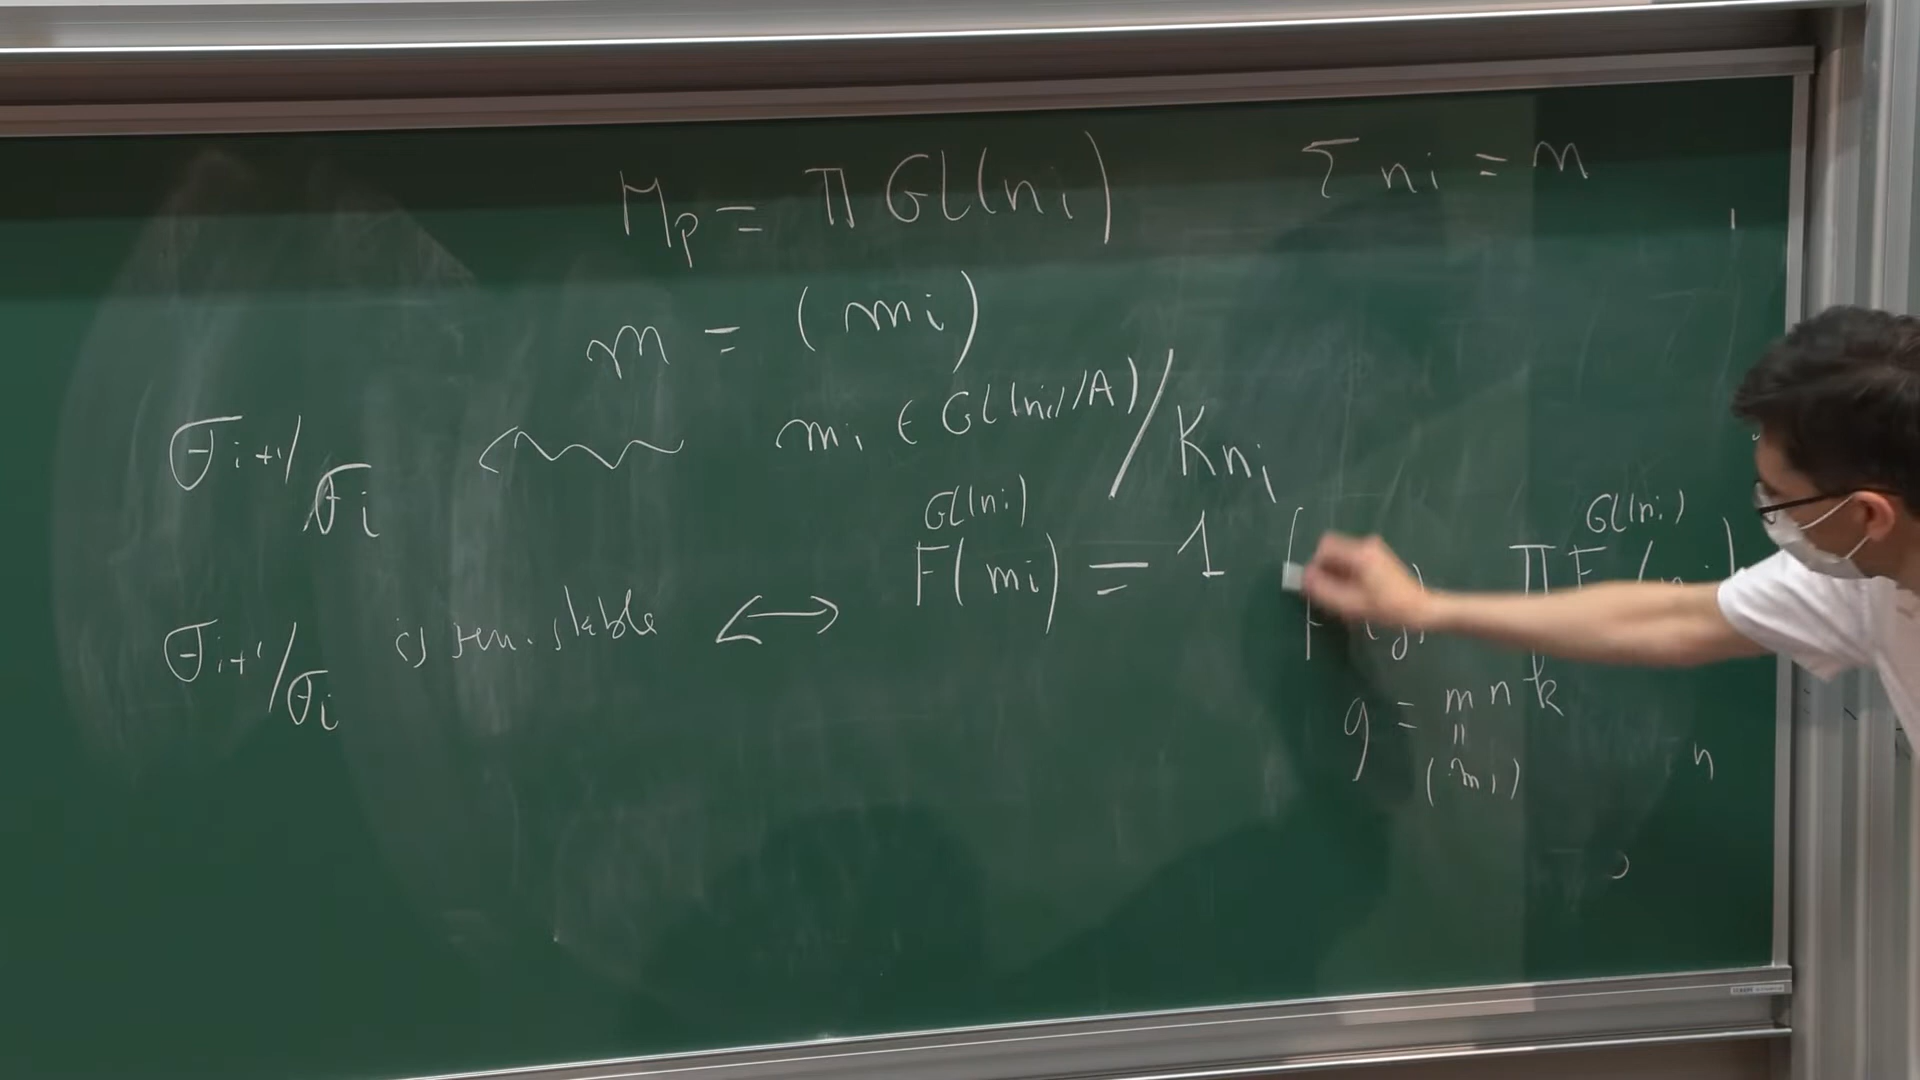 M_P = Π GL(n_i) Σ n_i = n
m = (m_i)
F_{i+1}/F_i ⇜ m_i ∈ GL(n_i, /A)/K_{n_i}
F_{i+1}/F_i is sem. stable ⟷ F^{GL(n_i)}(m_i) = 1
Π F^{GL(n_i)}
g = m n k
=
(m_i)
n